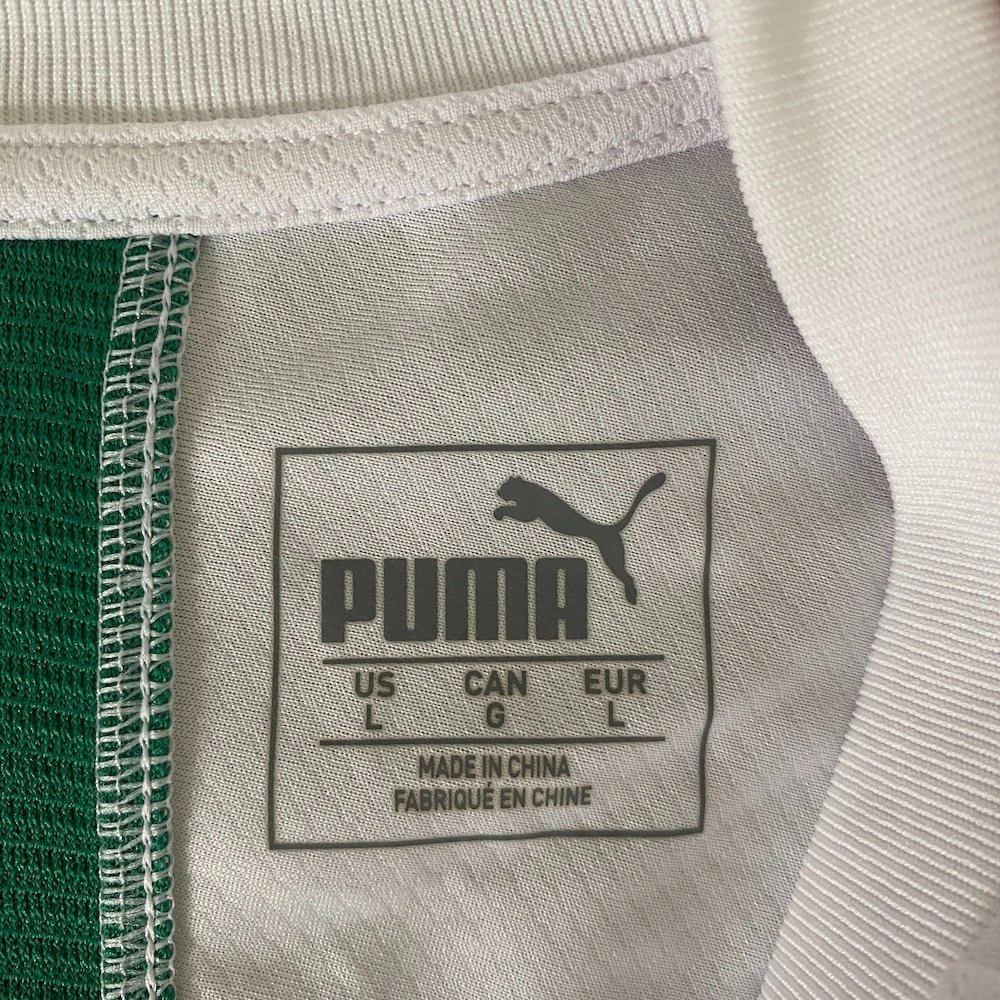 PUMA
US CAN EUR
L G L
MADE IN CHINA
FABRIQUÉ EN CHINE